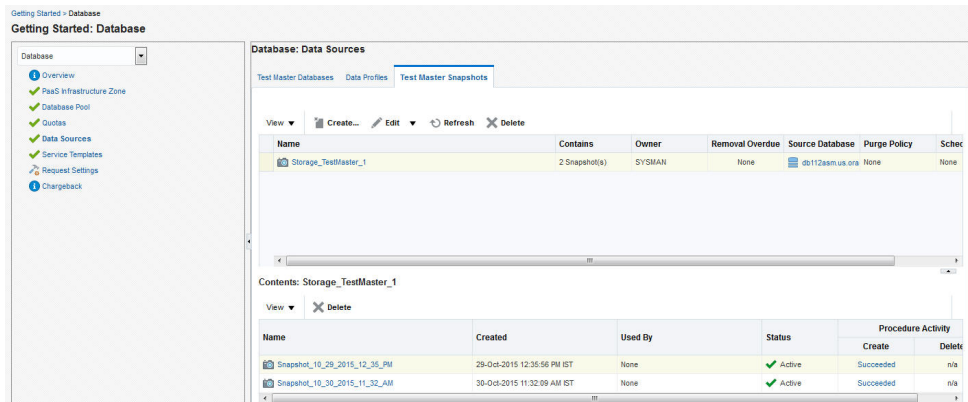 Getting Started > Database
Getting Started: Database
Database
Overview
PaaS Infrastructure Zone
Database Pool
Quotas
Data Sources
Service Templates
Request Settings
Chargeback
Database: Data Sources
Test Master Databases Data Profiles Test Master Snapshots
View Create... Edit Refresh Delete
Name Contains Owner Removal Overdue Source Database Purge Policy Sched
Storage_TestMaster_1 2 Snapshot(s) SYSMAN None db112asm.us.ora None None
Contents: Storage_TestMaster_1
View Delete
Name Created Used By Status Procedure Activity
Create Delete
Snapshot_10_29_2015_12_35_PM 29-Oct-2015 12:35:56 PM IST None Active Succeeded n/a
Snapshot_10_30_2015_11_32_AM 30-Oct-2015 11:32:09 AM IST None Active Succeeded n/a